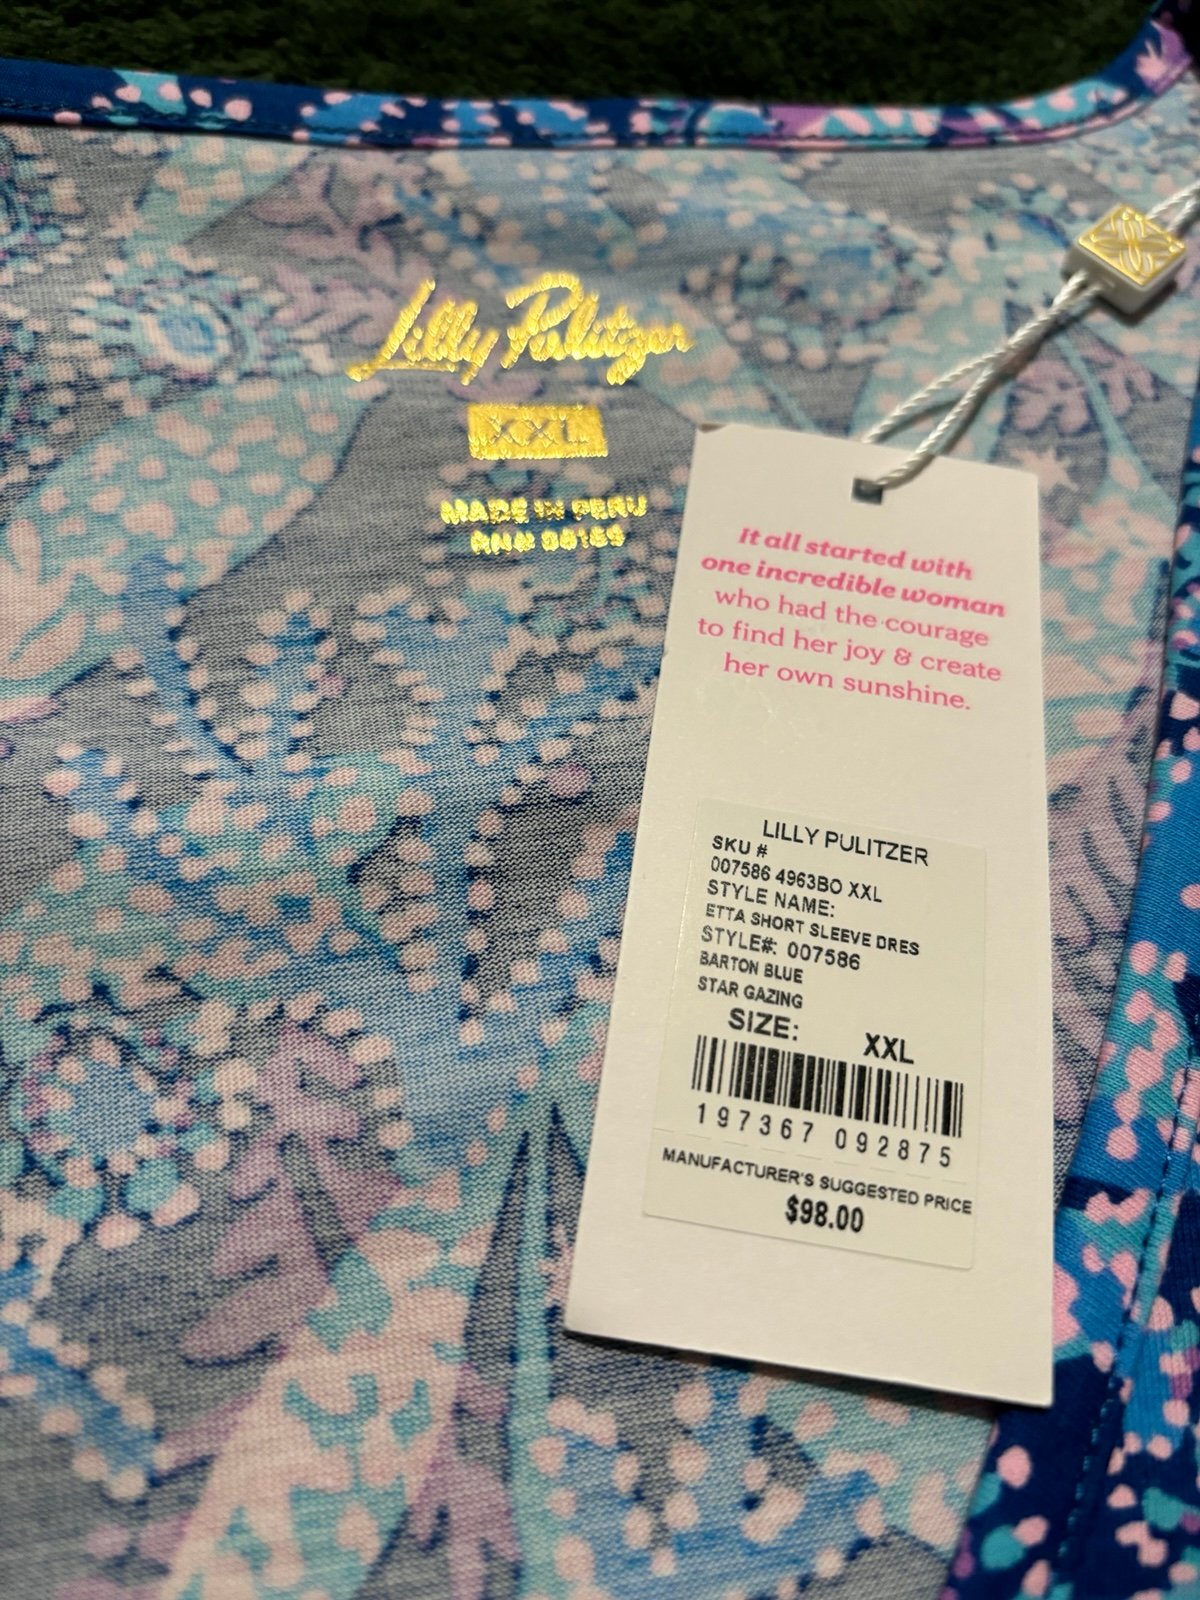 Lilly Pulitzer
XXL
MADE IN PERU
RN# 06169
It all started with
one incredible woman
who had the courage
to find her joy & create
her own sunshine.
LILLY PULITZER
SKU #
007586 4963BO XXL
STYLE NAME:
ETTA SHORT SLEEVE DRES
STYLE#: 007586
BARTON BLUE
STAR GAZING
SIZE: XXL
197367 092875
MANUFACTURER'S SUGGESTED PRICE
$98.00